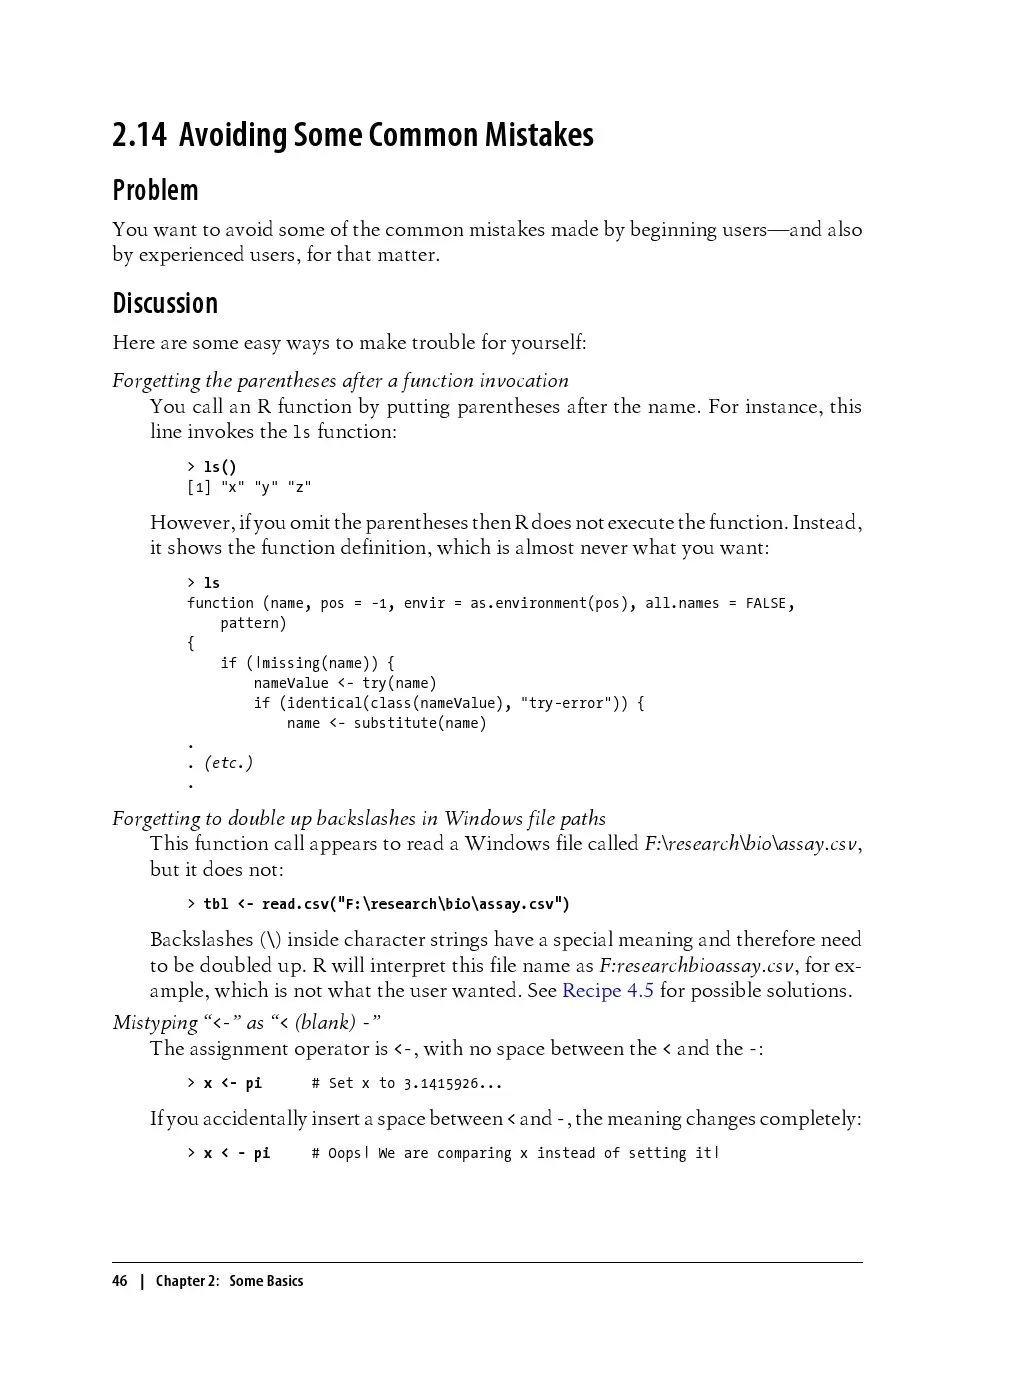 2.14 Avoiding Some Common Mistakes
Problem
You want to avoid some of the common mistakes made by beginning users—and also
by experienced users, for that matter.
Discussion
Here are some easy ways to make trouble for yourself:
Forgetting the parentheses after a function invocation
You call an R function by putting parentheses after the name. For instance, this
line invokes the ls function:
> ls()
[1] "x" "y" "z"
However, if you omit the parentheses then R does not execute the function. Instead,
it shows the function definition, which is almost never what you want:
> ls
function (name, pos = -1, envir = as.environment(pos), all.names = FALSE,
    pattern)
{
    if (|missing(name)) {
        nameValue <- try(name)
        if (identical(class(nameValue), "try-error")) {
            name <- substitute(name)
.
. (etc.)
.
Forgetting to double up backslashes in Windows file paths
This function call appears to read a Windows file called F:\research\bio\assay.csv,
but it does not:
> tbl <- read.csv("F:\research\bio\assay.csv")
Backslashes (\) inside character strings have a special meaning and therefore need
to be doubled up. R will interpret this file name as F:researchbioassay.csv, for ex-
ample, which is not what the user wanted. See Recipe 4.5 for possible solutions.
Mistyping “<-” as “< (blank) -”
The assignment operator is <-, with no space between the < and the -:
> x <- pi      # Set x to 3.1415926...
If you accidentally insert a space between < and -, the meaning changes completely:
> x < - pi     # Oops| We are comparing x instead of setting it|
46 | Chapter 2: Some Basics